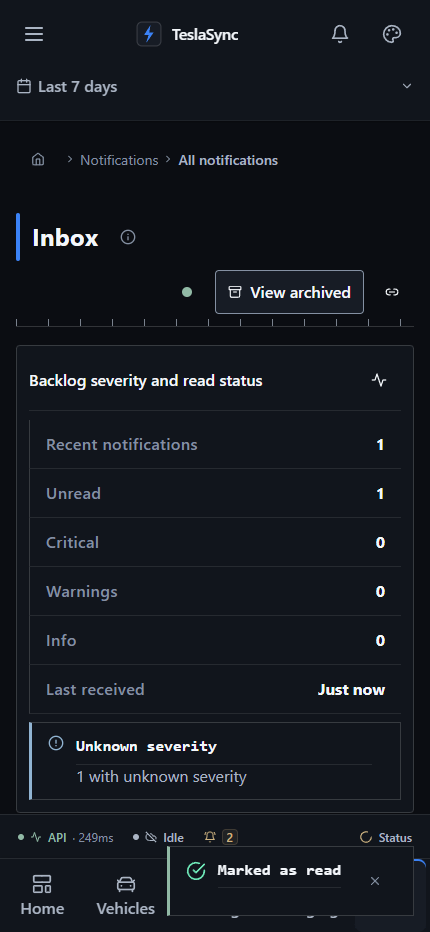 TeslaSync
Last 7 days
Notifications
All notifications
Inbox
View archived
Backlog severity and read status
Recent notifications 1
Unread 1
Critical 0
Warnings 0
Info 0
Last received Just now
Unknown severity
1 with unknown severity
API · 249ms
Idle
2
Status
Marked as read
Home
Vehicles